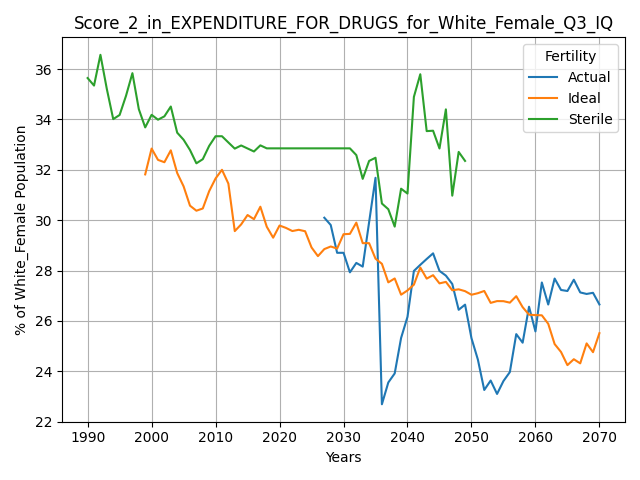 Score_2_in_EXPENDITURE_FOR_DRUGS_for_White_Female_Q3_IQ
% of White_Female Population
36
34
32
30
28
26
24
22
Fertility
Actual
Ideal
Sterile
1990 2000 2010 2020 2030 2040 2050 2060 2070
Years